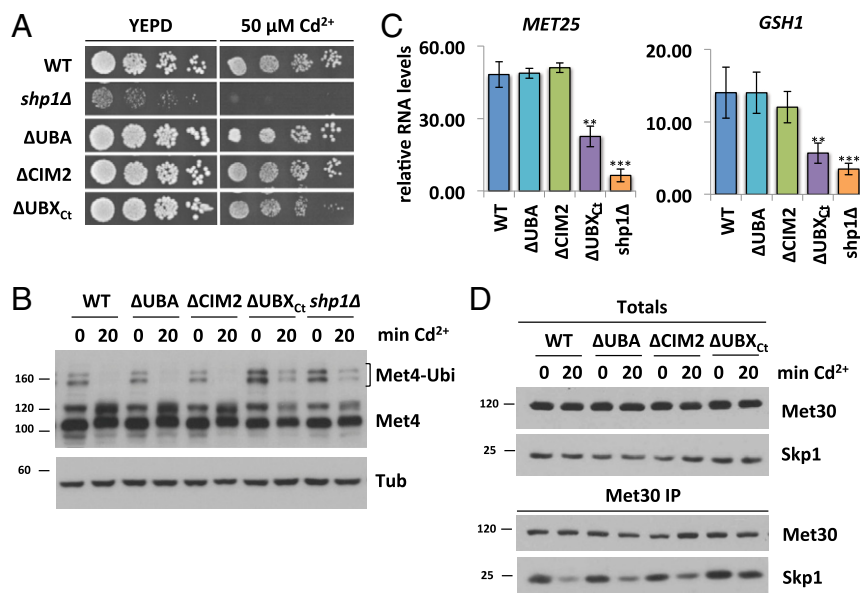 A
YEPD 50 µM Cd²⁺
WT
shp1Δ
ΔUBA
ΔCIM2
ΔUBXCt
C
MET25
GSH1
relative RNA levels
60.00
30.00
0.00
**
***
WT ΔUBA ΔCIM2 ΔUBXCt shp1Δ
20.00
10.00
0.00
**
***
WT ΔUBA ΔCIM2 ΔUBXCt shp1Δ
B
WT ΔUBA ΔCIM2 ΔUBXCt shp1Δ
0 20 0 20 0 20 0 20 0 20 min Cd²⁺
160 Met4-Ubi
120
100 Met4
60
Tub
D
Totals
WT ΔUBA ΔCIM2 ΔUBXCt
0 20 0 20 0 20 0 20 min Cd²⁺
120 Met30
25 Skp1
Met30 IP
120 Met30
25 Skp1